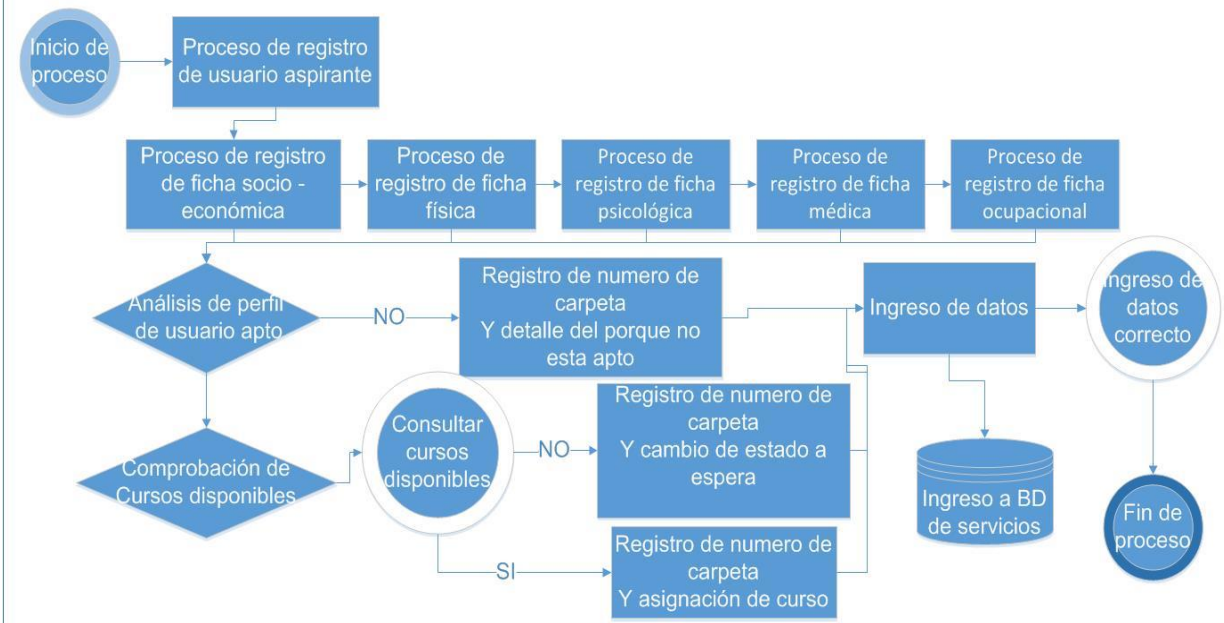 Inicio de
proceso
Proceso de registro
de usuario aspirante
Proceso de registro
de ficha socio -
económica
Proceso de
registro de ficha
física
Proceso de
registro de ficha
psicológica
Proceso de
registro de ficha
médica
Proceso de
registro de ficha
ocupacional
Análisis de perfil
de usuario apto
NO
Registro de numero de
carpeta
Y detalle del porque no
esta apto
Ingreso de datos
Ingreso de
datos
correcto
Comprobación de
Cursos disponibles
Consultar
cursos
disponibles
NO
Registro de numero de
carpeta
Y cambio de estado a
espera
SI
Registro de numero de
carpeta
Y asignación de curso
Ingreso a BD
de servicios
Fin de
proceso